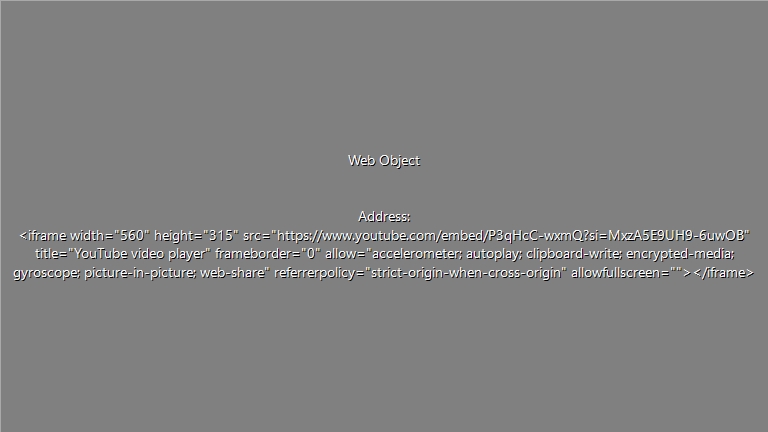 Web Object
Address:
<iframe width="560" height="315" src="https://www.youtube.com/embed/P3qHcC-wxmQ?si=MxzA5E9UH9-6uwOB"
title="YouTube video player" frameborder="0" allow="accelerometer; autoplay; clipboard-write; encrypted-media;
gyroscope; picture-in-picture; web-share" referrerpolicy="strict-origin-when-cross-origin" allowfullscreen=""></iframe>